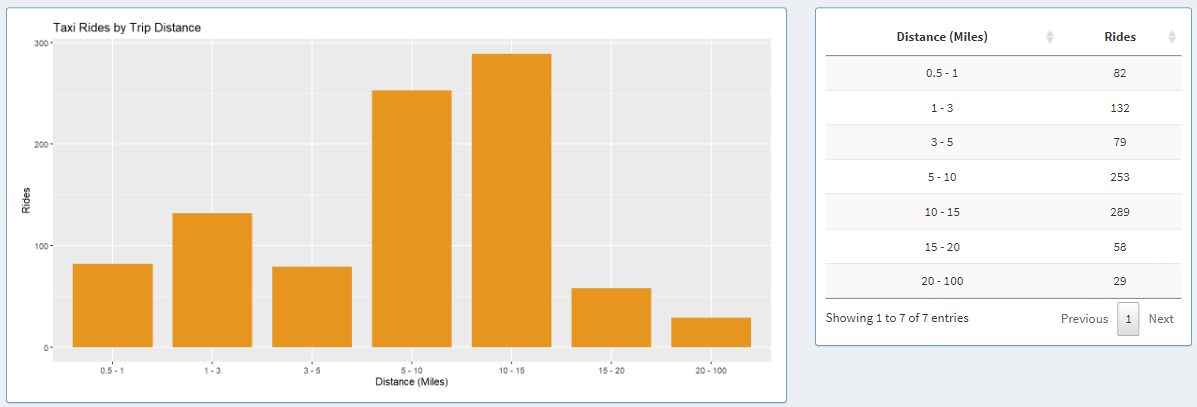 Taxi Rides by Trip Distance
300
200
100
0
Rides
0.5 - 1 1 - 3 3 - 5 5 - 10 10 - 15 15 - 20 20 - 100
Distance (Miles)
Distance (Miles) Rides
0.5 - 1 82
1 - 3 132
3 - 5 79
5 - 10 253
10 - 15 289
15 - 20 58
20 - 100 29
Showing 1 to 7 of 7 entries Previous 1 Next